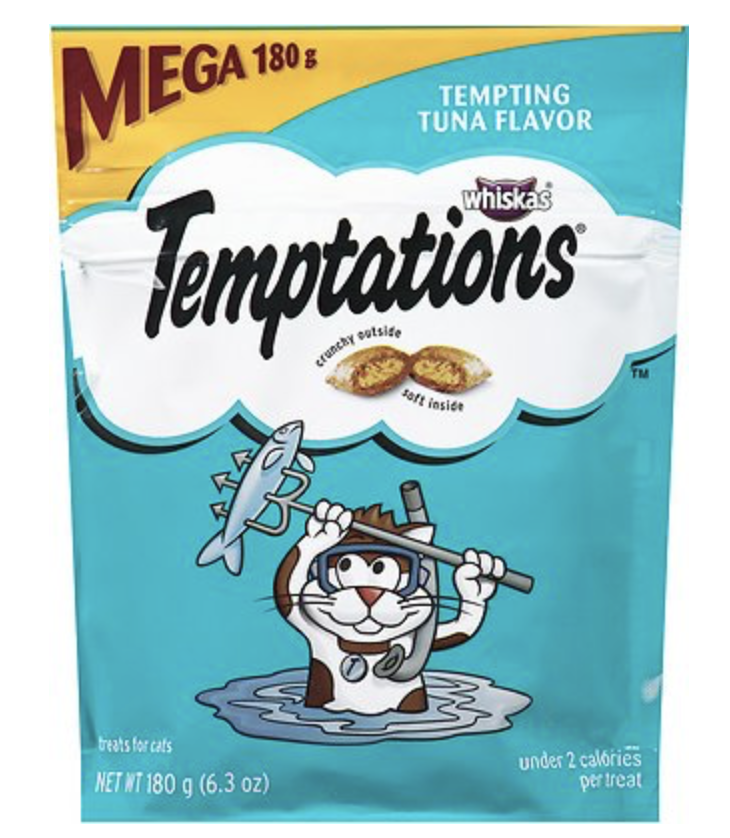 MEGA 180 g
TEMPTING
TUNA FLAVOR
whiskas®
Temptations®
crunchy outside
soft inside
TM
T
treats for cats
NET WT 180 g (6.3 oz)
under 2 calories
per treat